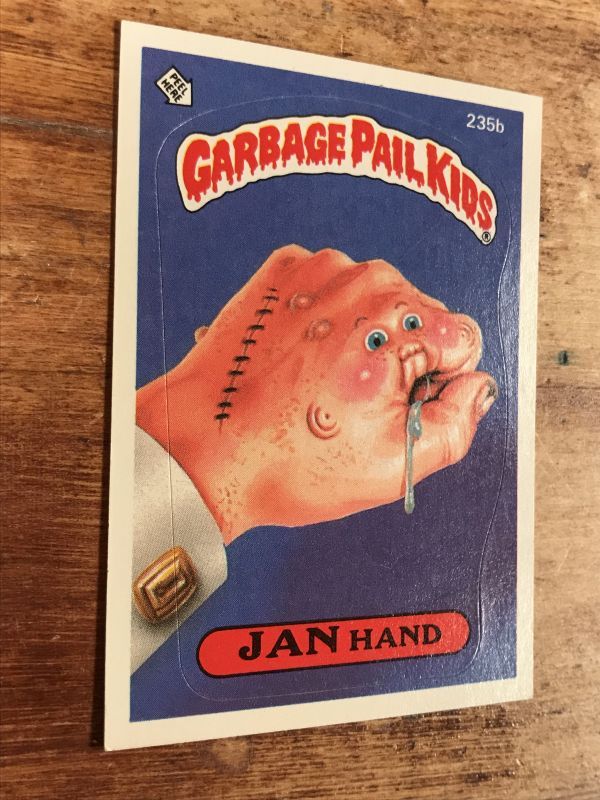 PEEL
HERE
235b
GARBAGE PAIL KIDS®
JAN HAND